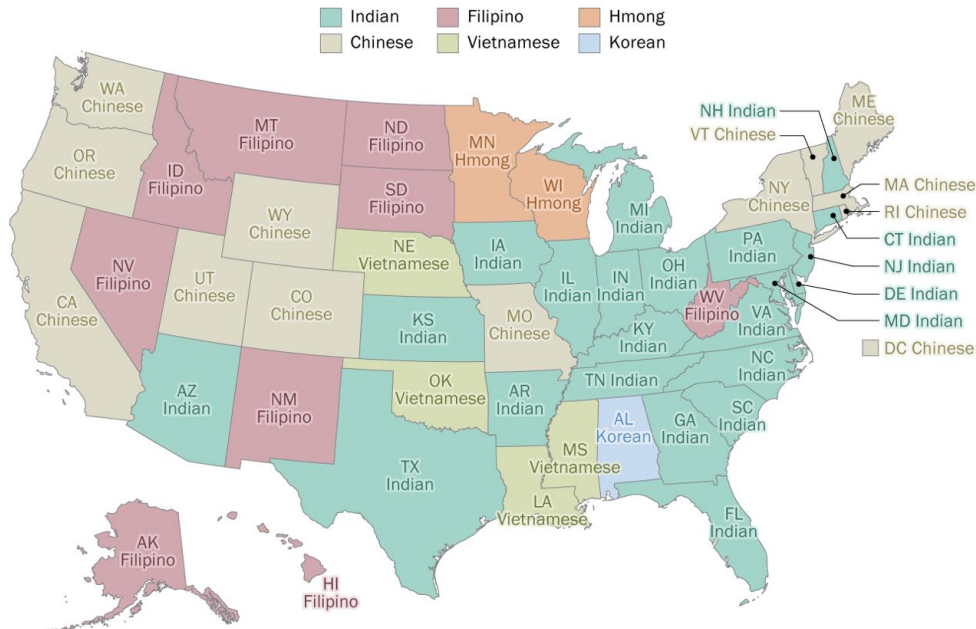 Indian
Filipino
Hmong
Chinese
Vietnamese
Korean
WA
Chinese
OR
Chinese
CA
Chinese
NV
Filipino
ID
Filipino
MT
Filipino
WY
Chinese
UT
Chinese
CO
Chinese
AZ
Indian
NM
Filipino
ND
Filipino
SD
Filipino
NE
Vietnamese
KS
Indian
OK
Vietnamese
TX
Indian
MN
Hmong
IA
Indian
MO
Chinese
AR
Indian
LA
Vietnamese
WI
Hmong
IL
Indian
MI
Indian
IN
Indian
OH
Indian
KY
Indian
TN Indian
MS
Vietnamese
AL
Korean
GA
Indian
FL
Indian
SC
Indian
NC
Indian
VA
Indian
WV
Filipino
PA
Indian
NY
Chinese
ME
Chinese
NH Indian
VT Chinese
MA Chinese
RI Chinese
CT Indian
NJ Indian
DE Indian
MD Indian
DC Chinese
AK
Filipino
HI
Filipino